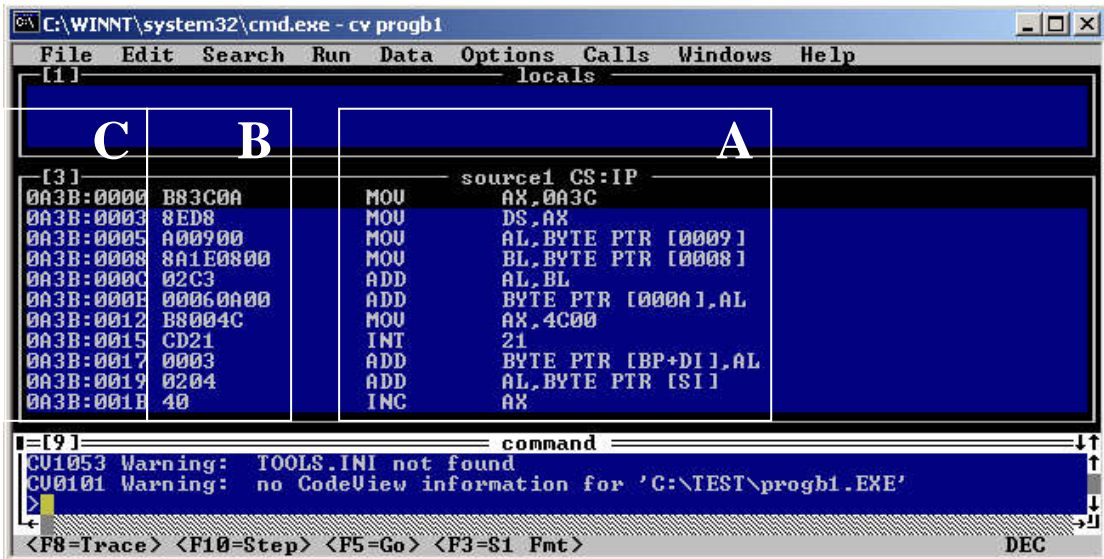 C:\WINNT\system32\cmd.exe - cv progb1
File Edit Search Run Data Options Calls Windows Help
[1] locals
C B A
[3] source1 CS:IP
0A3B:0000 B83C0A MOV AX,0A3C
0A3B:0003 8ED8 MOV DS,AX
0A3B:0005 A00900 MOV AL,BYTE PTR [0009]
0A3B:0008 8A1E0800 MOV BL,BYTE PTR [0008]
0A3B:000C 02C3 ADD AL,BL
0A3B:000E 00060A00 ADD BYTE PTR [000A],AL
0A3B:0012 B8004C MOV AX,4C00
0A3B:0015 CD21 INT 21
0A3B:0017 0003 ADD BYTE PTR [BP+DI],AL
0A3B:0019 0204 ADD AL,BYTE PTR [SI]
0A3B:001B 40 INC AX
[9] command
CV1053 Warning: TOOLS.INI not found
CV0101 Warning: no CodeView information for 'C:\TEST\progb1.EXE'
>
<F8=Trace> <F10=Step> <F5=Go> <F3=S1 Fmt> DEC